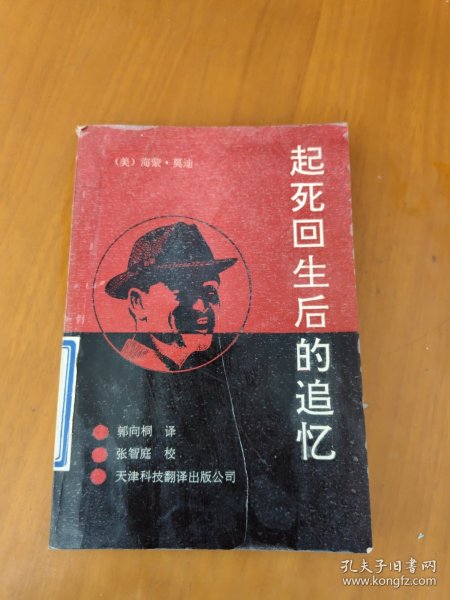 (美)海蒙·莫迪
起死回生后的追忆
郭向桐 译
张智庭 校
天津科技翻译出版公司
孔夫子旧书网
www.kongfz.com